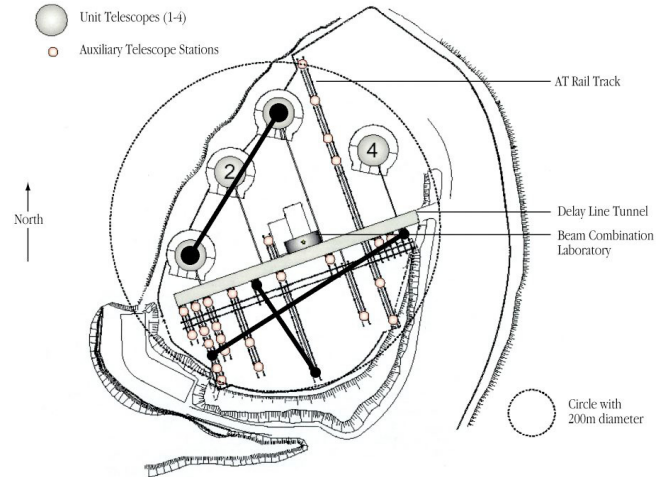 Unit Telescopes (1-4)
Auxiliary Telescope Stations
AT Rail Track
4
2
North
Delay Line Tunnel
Beam Combination
Laboratory
Circle with
200m diameter